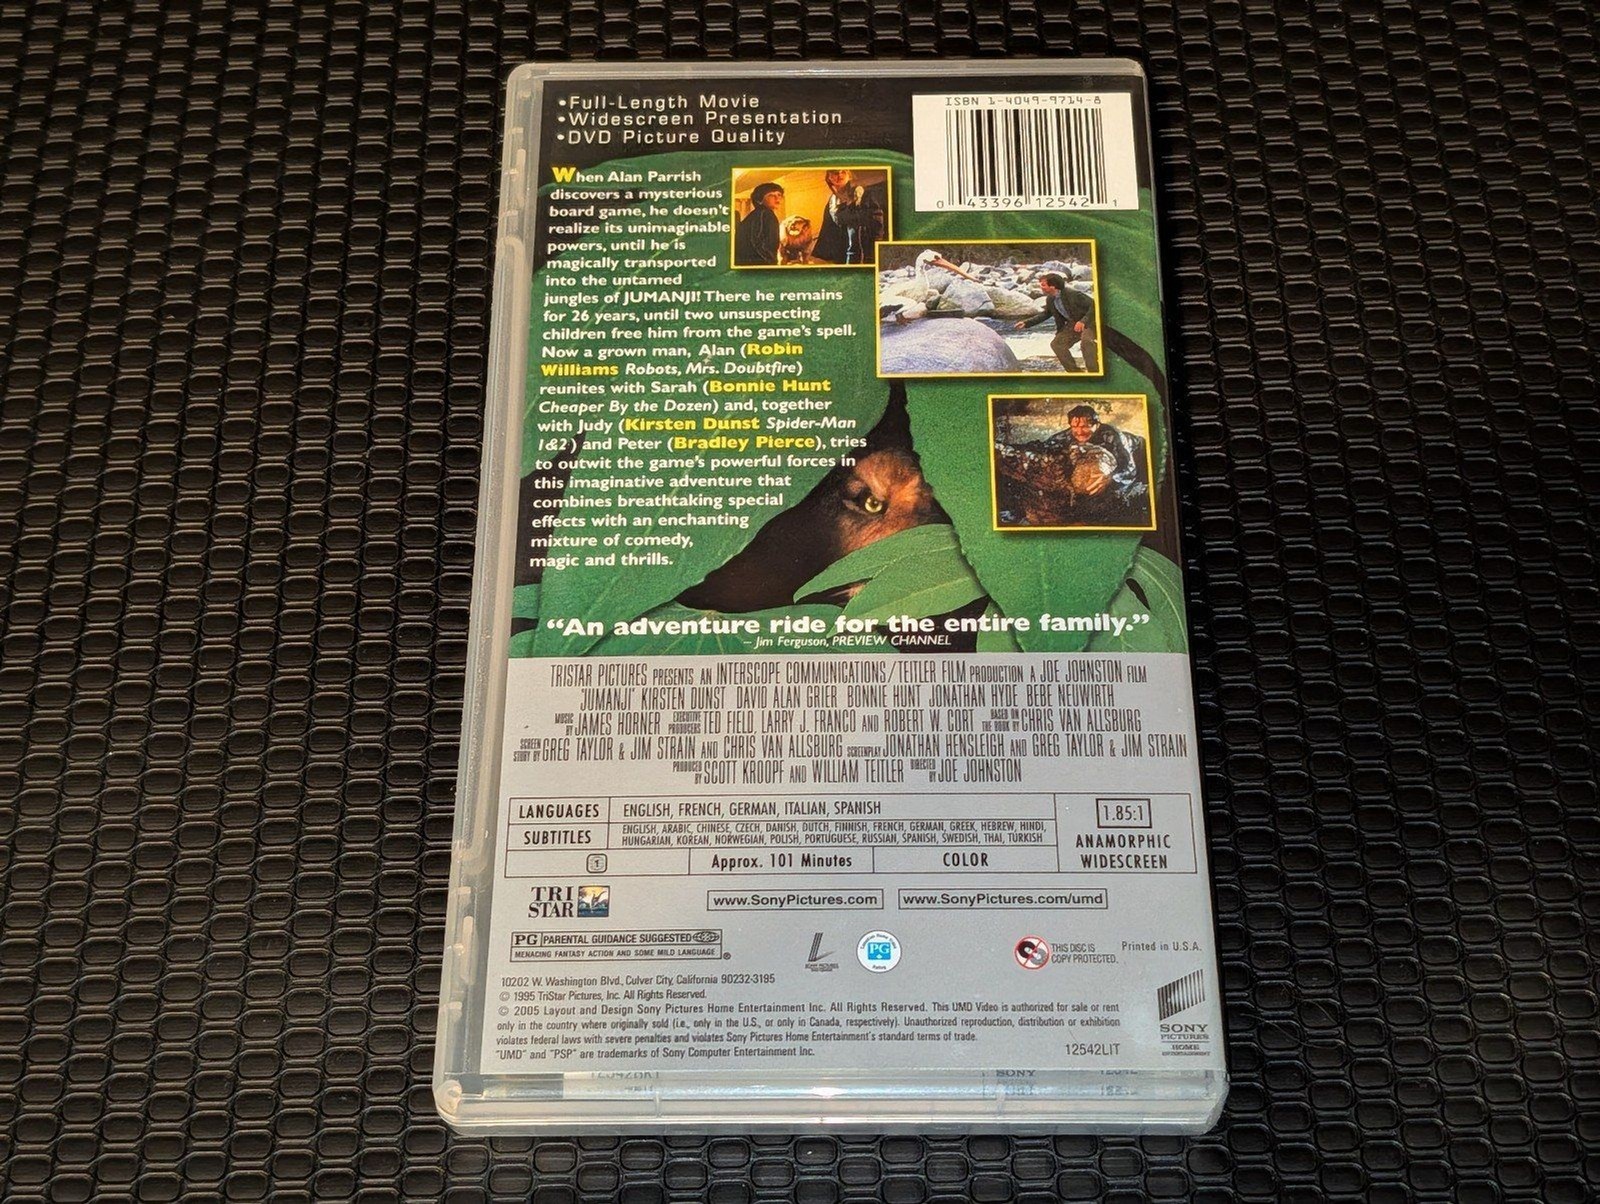 •Full-Length Movie
•Widescreen Presentation
•DVD Picture Quality
ISBN 1-4049-9714-8
0 43396 12542 1
When Alan Parrish
discovers a mysterious
board game, he doesn't
realize its unimaginable
powers, until he is
magically transported
into the untamed
jungles of JUMANJI! There he remains
for 26 years, until two unsuspecting
children free him from the game's spell.
Now a grown man, Alan (Robin
Williams Robots, Mrs. Doubtfire)
reunites with Sarah (Bonnie Hunt
Cheaper By the Dozen) and, together
with Judy (Kirsten Dunst Spider-Man
1&2) and Peter (Bradley Pierce), tries
to outwit the game's powerful forces in
this imaginative adventure that
combines breathtaking special
effects with an enchanting
mixture of comedy,
magic and thrills.
“An adventure ride for the entire family.”
– Jim Ferguson, PREVIEW CHANNEL
TRISTAR PICTURES PRESENTS AN INTERSCOPE COMMUNICATIONS/TEITLER FILM PRODUCTION A JOE JOHNSTON FILM
"JUMANJI" KIRSTEN DUNST DAVID ALAN GRIER BONNIE HUNT JONATHAN HYDE BEBE NEUWIRTH
MUSIC BY JAMES HORNER EXECUTIVE PRODUCERS TED FIELD, LARRY J. FRANCO AND ROBERT W. CORT BASED ON THE BOOK BY CHRIS VAN ALLSBURG
SCREEN STORY BY GREG TAYLOR & JIM STRAIN AND CHRIS VAN ALLSBURG SCREENPLAY BY JONATHAN HENSLEIGH AND GREG TAYLOR & JIM STRAIN
PRODUCED BY SCOTT KROOPF AND WILLIAM TEITLER DIRECTED BY JOE JOHNSTON
LANGUAGES ENGLISH, FRENCH, GERMAN, ITALIAN, SPANISH
SUBTITLES ENGLISH, ARABIC, CHINESE, CZECH, DANISH, DUTCH, FINNISH, FRENCH, GERMAN, GREEK, HEBREW, HINDI,
HUNGARIAN, KOREAN, NORWEGIAN, POLISH, PORTUGUESE, RUSSIAN, SPANISH, SWEDISH, THAI, TURKISH
1.85:1
ANAMORPHIC
WIDESCREEN
1 Approx. 101 Minutes COLOR
TRI
STAR
www.SonyPictures.com
www.SonyPictures.com/umd
PG PARENTAL GUIDANCE SUGGESTED
MENACING FANTASY ACTION AND SOME MILD LANGUAGE ®
PG
THIS DISC IS
COPY PROTECTED.
Printed in U.S.A.
10202 W. Washington Blvd., Culver City, California 90232-3195
© 1995 TriStar Pictures, Inc. All Rights Reserved.
© 2005 Layout and Design Sony Pictures Home Entertainment Inc. All Rights Reserved. This UMD Video is authorized for sale or rent
only in the country where originally sold (i.e., only in the U.S., or only in Canada, respectively). Unauthorized reproduction, distribution or exhibition
violates federal laws with severe penalties and violates Sony Pictures Home Entertainment's standard terms of trade.
"UMD" and "PSP" are trademarks of Sony Computer Entertainment Inc.
12542LIT
SONY
PICTURES
HOME
ENTERTAINMENT